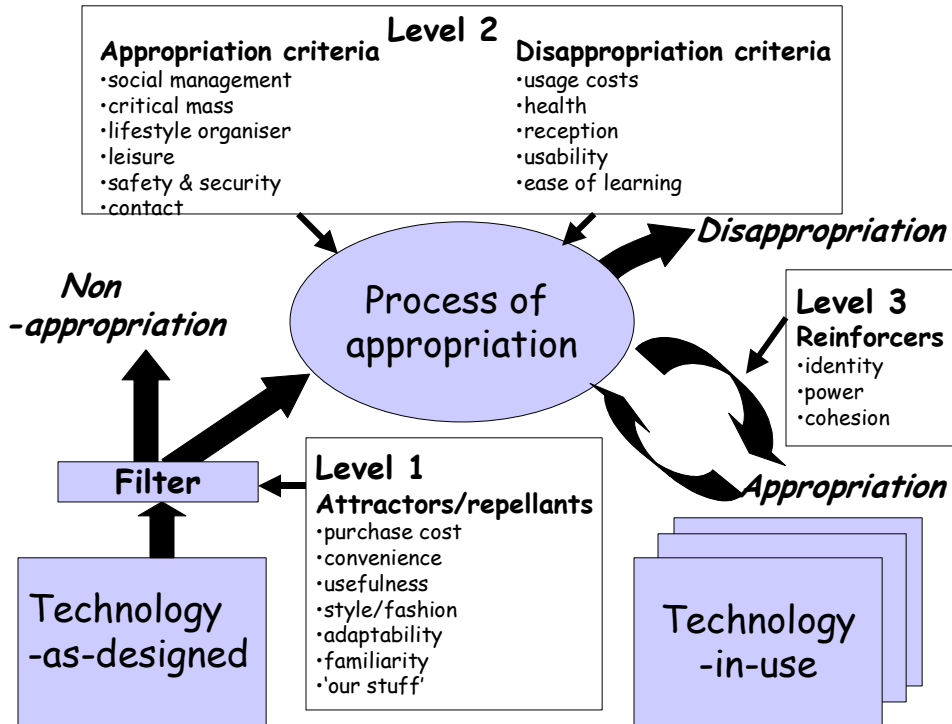 Level 2
Appropriation criteria
•social management
•critical mass
•lifestyle organiser
•leisure
•safety & security
•contact
Disappropriation criteria
•usage costs
•health
•reception
•usability
•ease of learning
Disappropriation
Non
-appropriation
Process of
appropriation
Level 3
Reinforcers
•identity
•power
•cohesion
Filter
Level 1
Attractors/repellants
•purchase cost
•convenience
•usefulness
•style/fashion
•adaptability
•familiarity
•‘our stuff’
Appropriation
Technology
-as-designed
Technology
-in-use